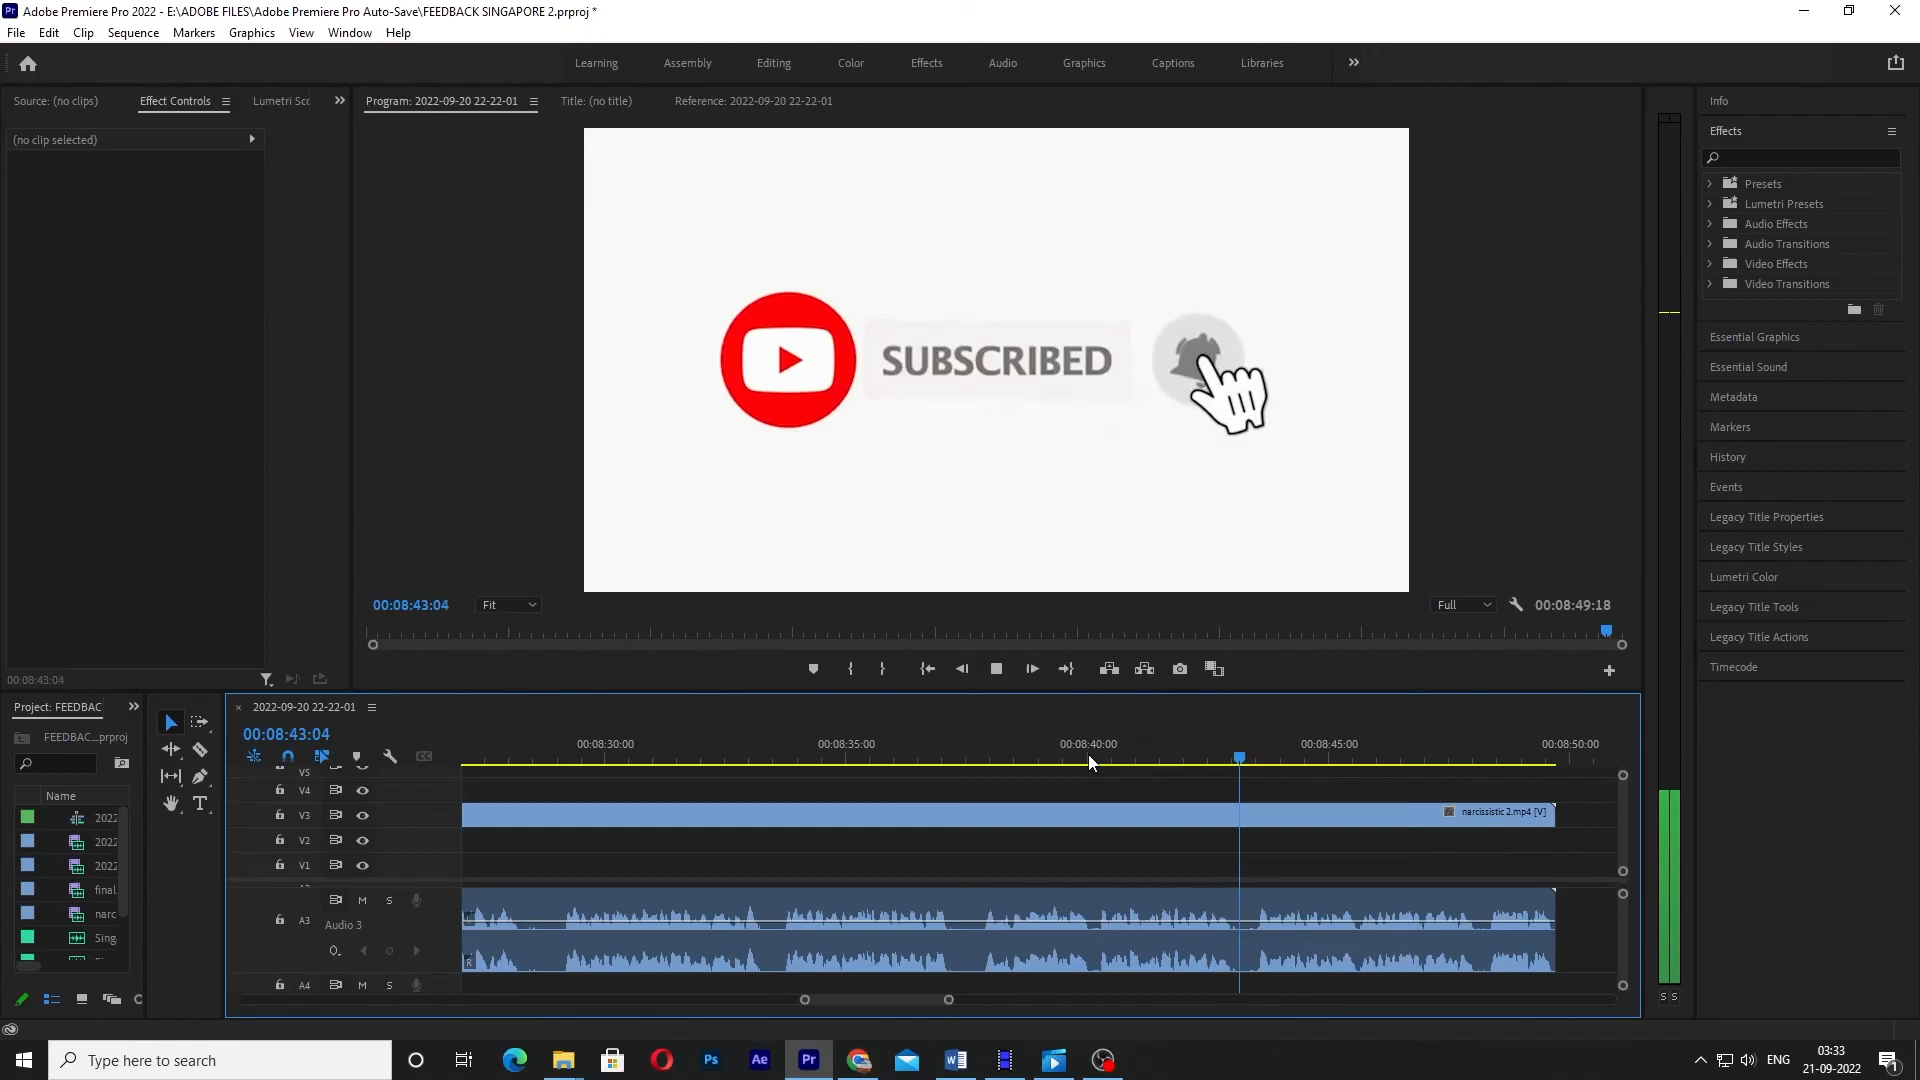 Adobe Premiere Pro 2022 - E:\ADOBE FILES\Adobe Premiere Pro Auto-Save\FEEDBACK SINGAPORE 2.prproj *
File Edit Clip Sequence Markers Graphics View Window Help
Learning Assembly Editing Color Effects Audio Graphics Captions Libraries
Source: (no clips) Effect Controls Lumetri Sco Program: 2022-09-20 22-22-01 Title: (no title) Reference: 2022-09-20 22-22-01 Info
(no clip selected)
Effects
Presets
Lumetri Presets
Audio Effects
Audio Transitions
Video Effects
Video Transitions
SUBSCRIBED
Essential Graphics
Essential Sound
Metadata
Markers
History
Events
Legacy Title Properties
Legacy Title Styles
Lumetri Color
Legacy Title Tools
Legacy Title Actions
Timecode
00:08:43:04 Fit Full 00:08:49:18
00:08:43:04
Project: FEEDBAC
FEEDBAC...prproj
Name
2022
2022
2022
final
narc
Sing
2022-09-20 22-22-01
00:08:43:04
00:08:30:00 00:08:35:00 00:08:40:00 00:08:45:00 00:08:50:00
V5
V4
V3 narcissistic 2.mp4 [V]
V2
V1
M S
A3 Audio 3
R
A4 M S
S S
Type here to search
Ps Ae Pr
ENG
03:33
21-09-2022
1